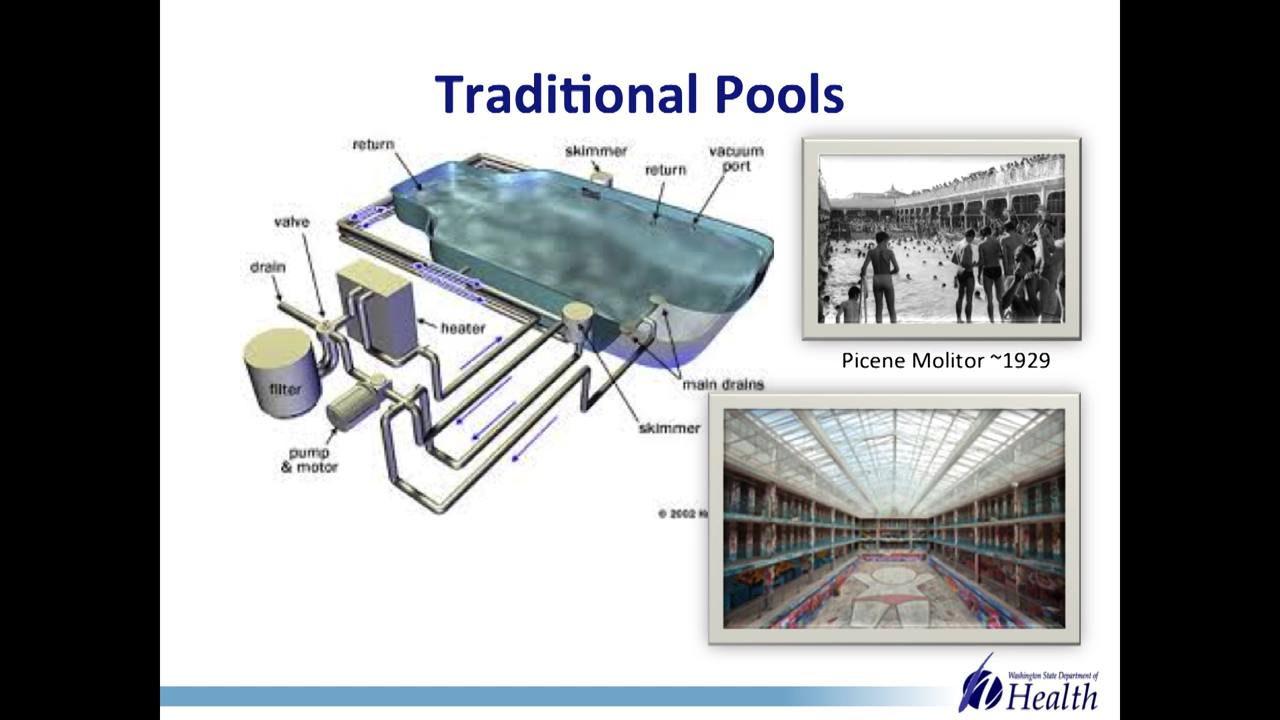 Traditional Pools
return
skimmer
return
vacuum
port
valve
drain
heater
filter
main drains
skimmer
pump
& motor
© 2002
Picene Molitor ~1929
Washington State Department of
Health